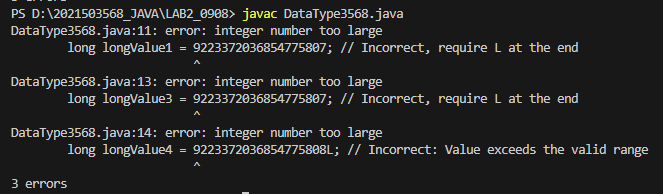 PS D:\2021503568_JAVA\LAB2_0908> javac DataType3568.java
DataType3568.java:11: error: integer number too large
long longValue1 = 9223372036854775807; // Incorrect, require L at the end
^
DataType3568.java:13: error: integer number too large
long longValue3 = 9223372036854775807; // Incorrect, require L at the end
^
DataType3568.java:14: error: integer number too large
long longValue4 = 9223372036854775808L; // Incorrect: Value exceeds the valid range
^
3 errors